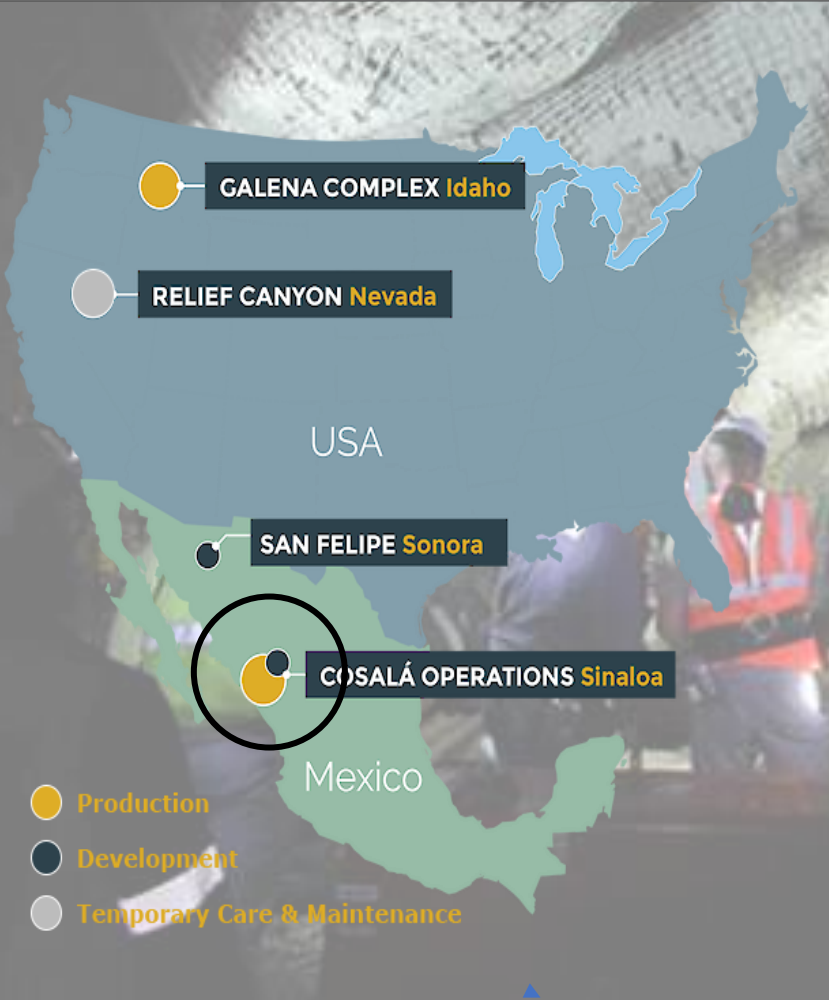 GALENA COMPLEX Idaho
RELIEF CANYON Nevada
USA
SAN FELIPE Sonora
COSALÁ OPERATIONS Sinaloa
Mexico
Production
Development
Temporary Care & Maintenance